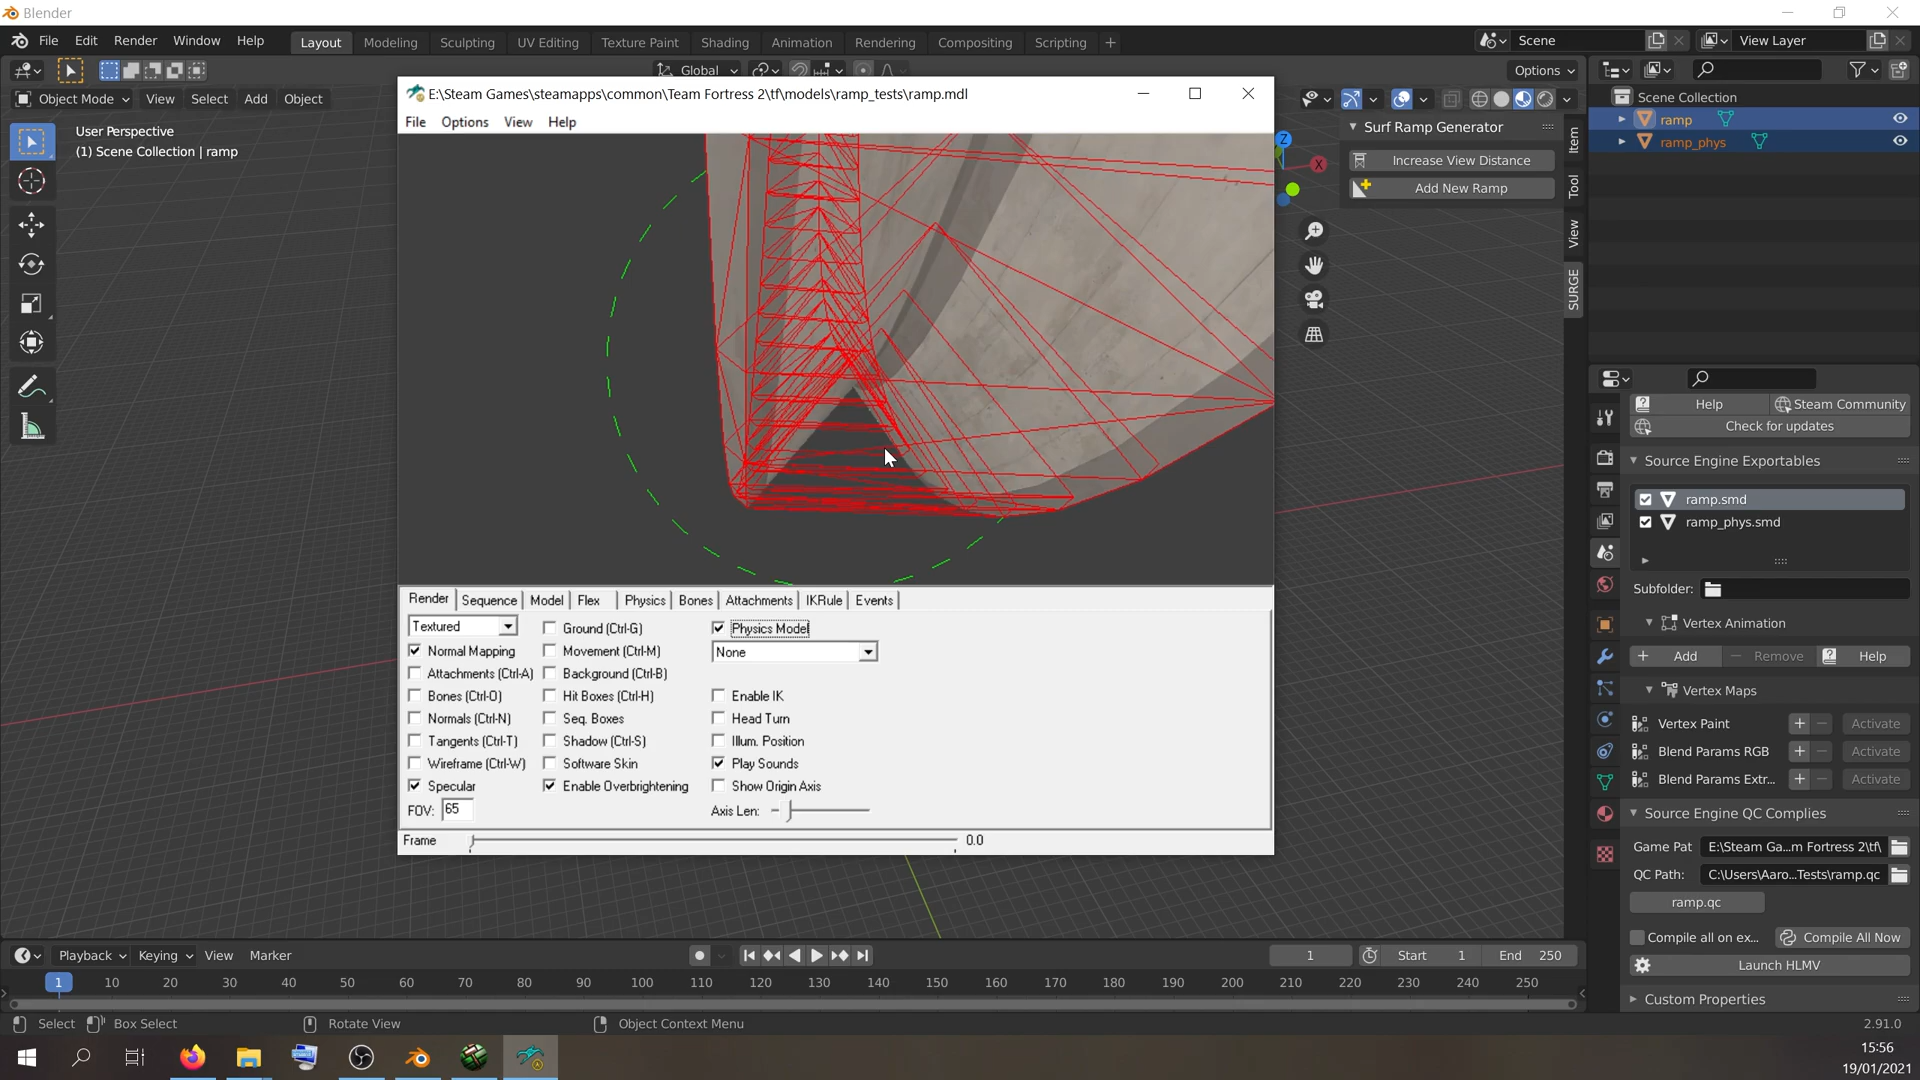 Blender
File Edit Render Window Help Layout Modeling Sculpting UV Editing Texture Paint Shading Animation Rendering Compositing Scripting + Scene View Layer
Global Options
Object Mode View Select Add Object
User Perspective
(1) Scene Collection | ramp
E:\Steam Games\steamapps\common\Team Fortress 2\tf\models\ramp_tests\ramp.mdl
File Options View Help
Render Sequence Model Flex Physics Bones Attachments IKRule Events
Textured Ground (Ctrl-G) Physics Model
Normal Mapping Movement (Ctrl-M) None
Attachments (Ctrl-A) Background (Ctrl-B)
Bones (Ctrl-O) Hit Boxes (Ctrl-H) Enable IK
Normals (Ctrl-N) Seq. Boxes Head Turn
Tangents (Ctrl-T) Shadow (Ctrl-S) Illum. Position
Wireframe (Ctrl-W) Software Skin Play Sounds
Specular Enable Overbrightening Show Origin Axis
FOV: 65 Axis Len:
Frame 0.0
Z
X
Surf Ramp Generator
Increase View Distance
Add New Ramp
Item
Tool
View
SURGE
Scene Collection
ramp
ramp_phys
Help Steam Community
Check for updates
Source Engine Exportables
ramp.smd
ramp_phys.smd
Subfolder:
Vertex Animation
+ Add − Remove Help
Vertex Maps
Vertex Paint + − Activate
Blend Params RGB + − Activate
Blend Params Extr... + − Activate
Source Engine QC Complies
Game Pat E:\Steam Ga...m Fortress 2\tf\
QC Path: C:\Users\Aaro...Tests\ramp.qc
ramp.qc
Compile all on ex... Compile All Now
Launch HLMV
Custom Properties
Playback Keying View Marker 1 Start 1 End 250
1 10 20 30 40 50 60 70 80 90 100 110 120 130 140 150 160 170 180 190 200 210 220 230 240 250
Select Box Select Rotate View Object Context Menu 2.91.0
15:56
19/01/2021